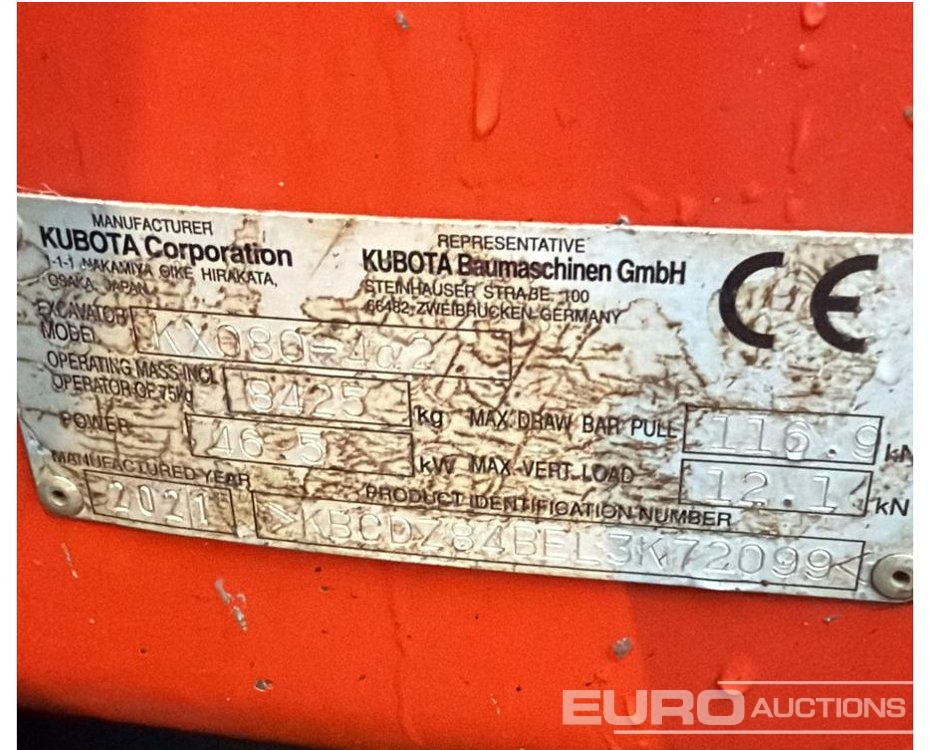 MANUFACTURER
KUBOTA Corporation
1-1-1 NAKAMIYA OIKE HIRAKATA,
OSAKA, JAPAN
REPRESENTATIVE
KUBOTA Baumaschinen GmbH
STEINHAUSER STRAßE 100
66482-ZWEIBRÜCKEN, GERMANY
CE
EXCAVATOR
MODEL KX080-4α2
OPERATING MASS INCL
OPERATOR OF 75kg 8425 kg
MAX. DRAW BAR PULL 116.9 kN
POWER 46.5 kW
MAX. VERT. LOAD 12.1 kN
MANUFACTURED YEAR 2021
PRODUCT IDENTIFICATION NUMBER
>KBCDZ84BEL3K72099<
EURO AUCTIONS